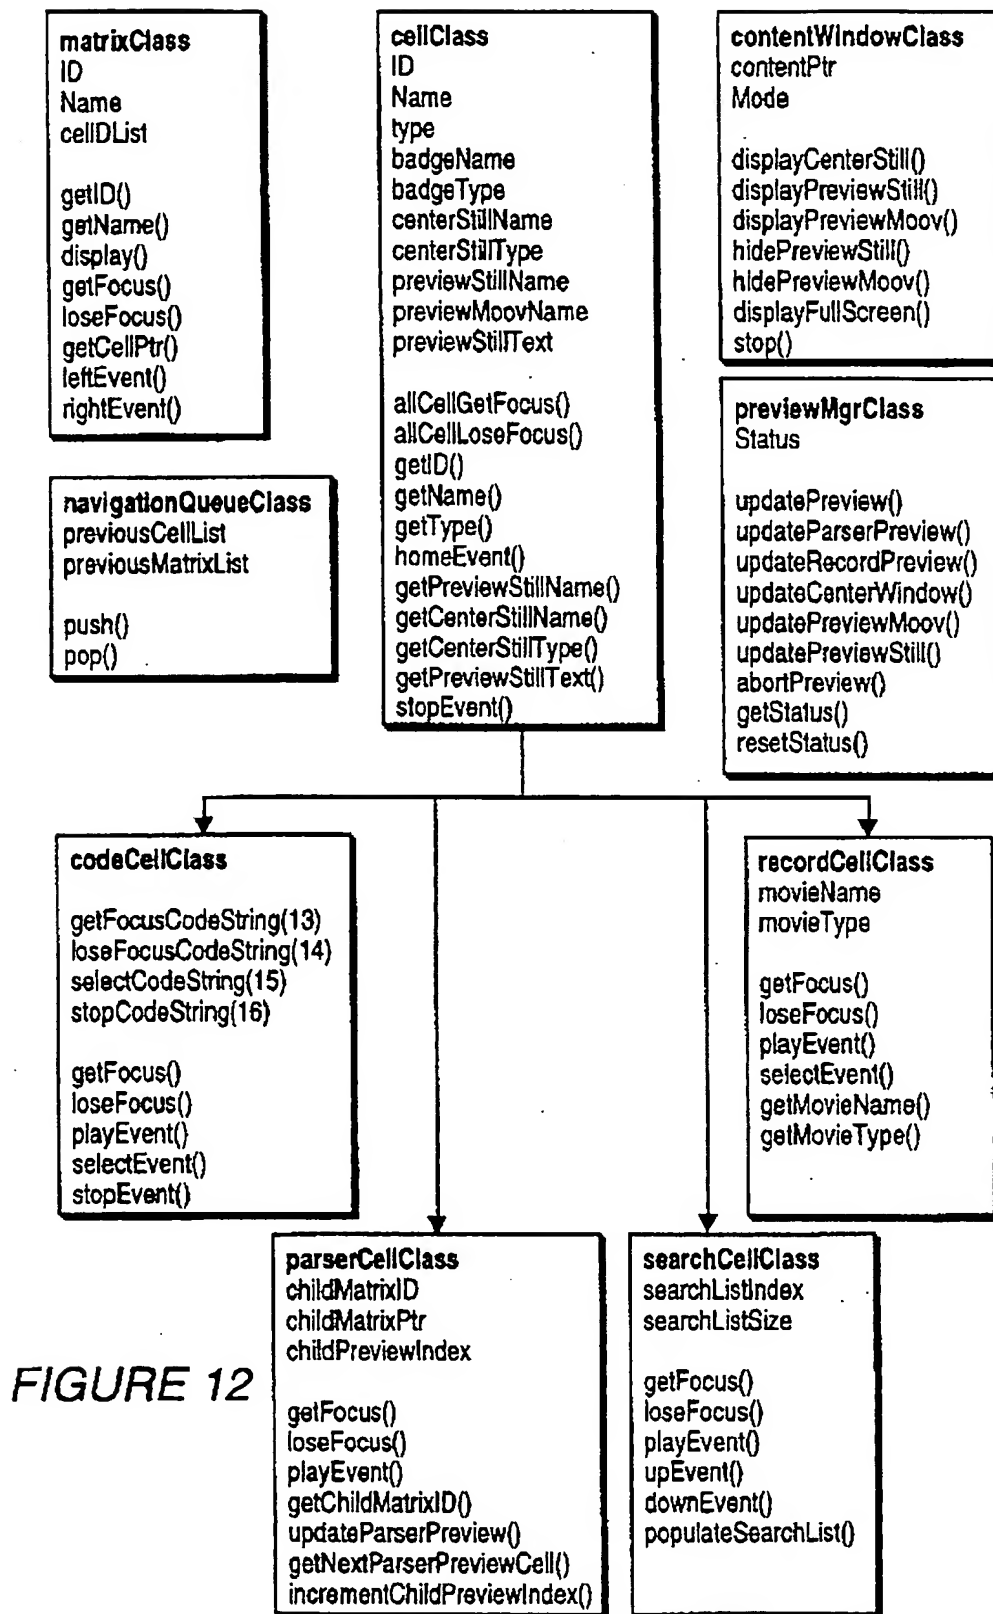 matrixClass
ID
Name
cellDList
getID()
getName()
display()
getFocus()
loseFocus()
getCellPtr()
leftEvent()
rightEvent()
navigationQueueClass
previousCellList
previousMatrixList
push()
pop()
cellClass
ID
Name
type
badgeName
badgeType
centerStillName
centerStillType
previewStillName
previewMoovName
previewStillText
allCellGetFocus()
allCellLoseFocus()
getID()
getName()
getType()
homeEvent()
getPreviewStillName()
getCenterStillName()
getCenterStillType()
getPreviewStillText()
stopEvent()
contentWindowClass
contentPtr
Mode
displayCenterStill()
displayPreviewStill()
displayPreviewMoov()
hidePreviewStill()
hidePreviewMoov()
displayFullScreen()
stop()
previewMgrClass
Status
updatePreview()
updateParserPreview()
updateRecordPreview()
updateCenterWindow()
updatePreviewMoov()
updatePreviewStill()
abortPreview()
getStatus()
resetStatus()
codeCellClass
getFocusCodeString(13)
loseFocusCodeString(14)
selectCodeString(15)
stopCodeString(16)
getFocus()
loseFocus()
playEvent()
selectEvent()
stopEvent()
recordCellClass
movieName
movieType
getFocus()
loseFocus()
playEvent()
selectEvent()
getMovieName()
getMovieType()
parserCellClass
childMatrixID
childMatrixPtr
childPreviewIndex
getFocus()
loseFocus()
playEvent()
getChildMatrixID()
updateParserPreview()
getNextParserPreviewCell()
incrementChildPreviewIndex()
searchCellClass
searchListIndex
searchListSize
getFocus()
loseFocus()
playEvent()
upEvent()
downEvent()
populateSearchList()
FIGURE 12